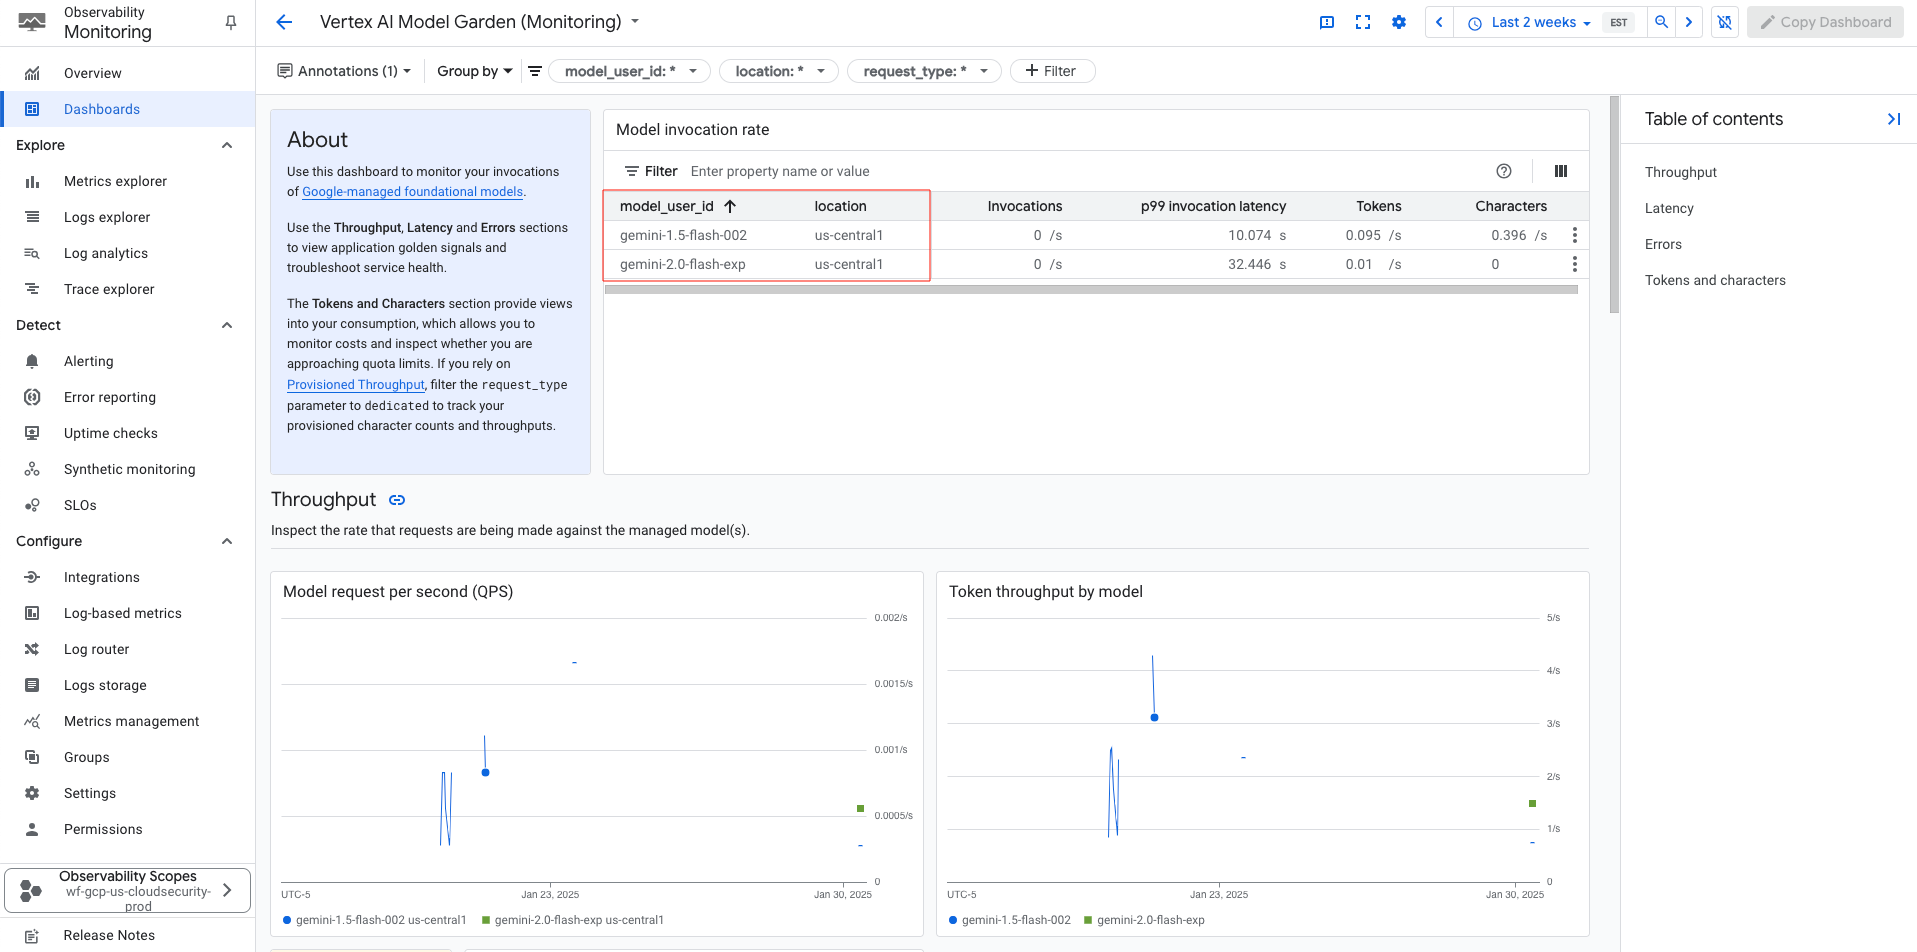 Observability
Monitoring
Overview
Dashboards
Explore
Metrics explorer
Logs explorer
Log analytics
Trace explorer
Detect
Alerting
Error reporting
Uptime checks
Synthetic monitoring
SLOs
Configure
Integrations
Log-based metrics
Log router
Logs storage
Metrics management
Groups
Settings
Permissions
Observability Scopes
wf-gcp-us-cloudsecurity-
prod
Release Notes
Vertex AI Model Garden (Monitoring)
Last 2 weeks
EST
Copy Dashboard
Annotations (1)
Group by
model_user_id: *
location: *
request_type: *
Filter
About
Use this dashboard to monitor your invocations
of Google-managed foundational models.
Use the Throughput, Latency and Errors sections
to view application golden signals and
troubleshoot service health.
The Tokens and Characters section provide views
into your consumption, which allows you to
monitor costs and inspect whether you are
approaching quota limits. If you rely on
Provisioned Throughput, filter the request_type
parameter to dedicated to track your
provisioned character counts and throughputs.
Model invocation rate
Filter Enter property name or value
model_user_id location Invocations p99 invocation latency Tokens Characters
gemini-1.5-flash-002 us-central1 0 /s 10.074 s 0.095 /s 0.396 /s
gemini-2.0-flash-exp us-central1 0 /s 32.446 s 0.01 /s 0
Throughput
Inspect the rate that requests are being made against the managed model(s).
Model request per second (QPS)
0.002/s
0.0015/s
0.001/s
0.0005/s
0
UTC-5 Jan 23, 2025 Jan 30, 2025
gemini-1.5-flash-002 us-central1 gemini-2.0-flash-exp us-central1
Token throughput by model
5/s
4/s
3/s
2/s
1/s
0
UTC-5 Jan 23, 2025 Jan 30, 2025
gemini-1.5-flash-002 gemini-2.0-flash-exp
Table of contents
Throughput
Latency
Errors
Tokens and characters